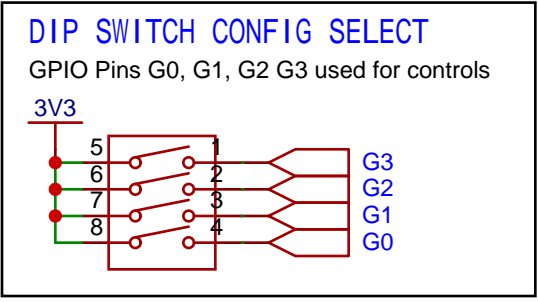 DIP SWITCH CONFIG SELECT
GPIO Pins G0, G1, G2 G3 used for controls
3V3
5 1 G3
6 2 G2
7 3 G1
8 4 G0